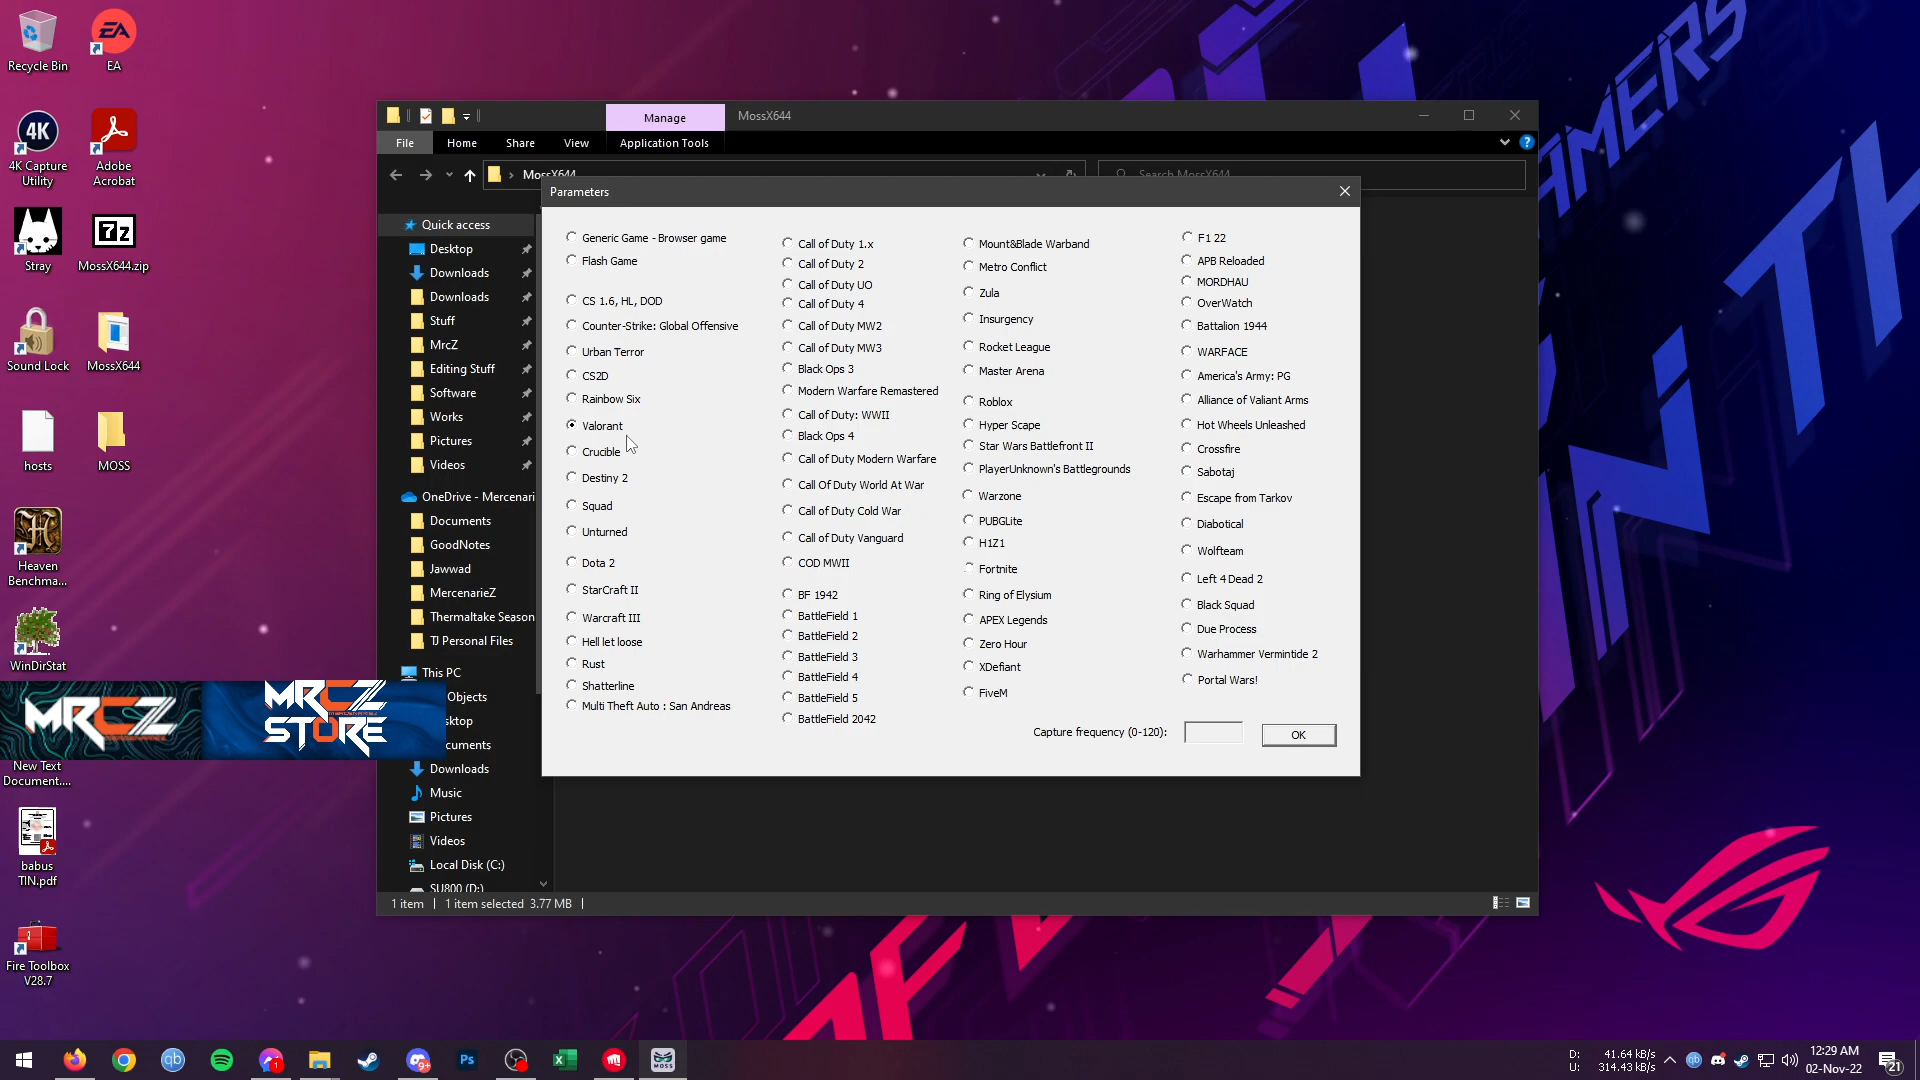 Recycle Bin
EA
4K Capture
Utility
Adobe
Acrobat
Stray
7z
MossX644.zip
Sound Lock
MossX644
hosts
MOSS
Heaven
Benchma...
WinDirStat
MRCZ
MRCZ
STORE
New Text
Document....
babus
TIN.pdf
Fire Toolbox
V28.7
Manage
MossX644
File
Home
Share
View
Application Tools
MossX644
Search MossX644
Quick access
Desktop
Downloads
Downloads
Stuff
MrcZ
Editing Stuff
Software
Works
Pictures
Videos
OneDrive - Mercenari
Documents
GoodNotes
Jawwad
MercenarieZ
Thermaltake Season
TJ Personal Files
This PC
Objects
sktop
cuments
Downloads
Music
Pictures
Videos
Local Disk (C:)
SU800 (D:)
1 item
1 item selected 3.77 MB
Parameters
Generic Game - Browser game
Flash Game
CS 1.6, HL, DOD
Counter-Strike: Global Offensive
Urban Terror
CS2D
Rainbow Six
Valorant
Crucible
Destiny 2
Squad
Unturned
Dota 2
StarCraft II
Warcraft III
Hell let loose
Rust
Shatterline
Multi Theft Auto : San Andreas
Call of Duty 1.x
Call of Duty 2
Call of Duty UO
Call of Duty 4
Call of Duty MW2
Call of Duty MW3
Black Ops 3
Modern Warfare Remastered
Call of Duty: WWII
Black Ops 4
Call of Duty Modern Warfare
Call Of Duty World At War
Call of Duty Cold War
Call of Duty Vanguard
COD MWII
BF 1942
BattleField 1
BattleField 2
BattleField 3
BattleField 4
BattleField 5
BattleField 2042
Mount&Blade Warband
Metro Conflict
Zula
Insurgency
Rocket League
Master Arena
Roblox
Hyper Scape
Star Wars Battlefront II
PlayerUnknown's Battlegrounds
Warzone
PUBGLite
H1Z1
Fortnite
Ring of Elysium
APEX Legends
Zero Hour
XDefiant
FiveM
F1 22
APB Reloaded
MORDHAU
OverWatch
Battalion 1944
WARFACE
America's Army: PG
Alliance of Valiant Arms
Hot Wheels Unleashed
Crossfire
Sabotaj
Escape from Tarkov
Diabotical
Wolfteam
Left 4 Dead 2
Black Squad
Due Process
Warhammer Vermintide 2
Portal Wars!
Capture frequency (0-120):
OK
D: 41.64 kB/s
U: 314.43 kB/s
12:29 AM
02-Nov-22
21